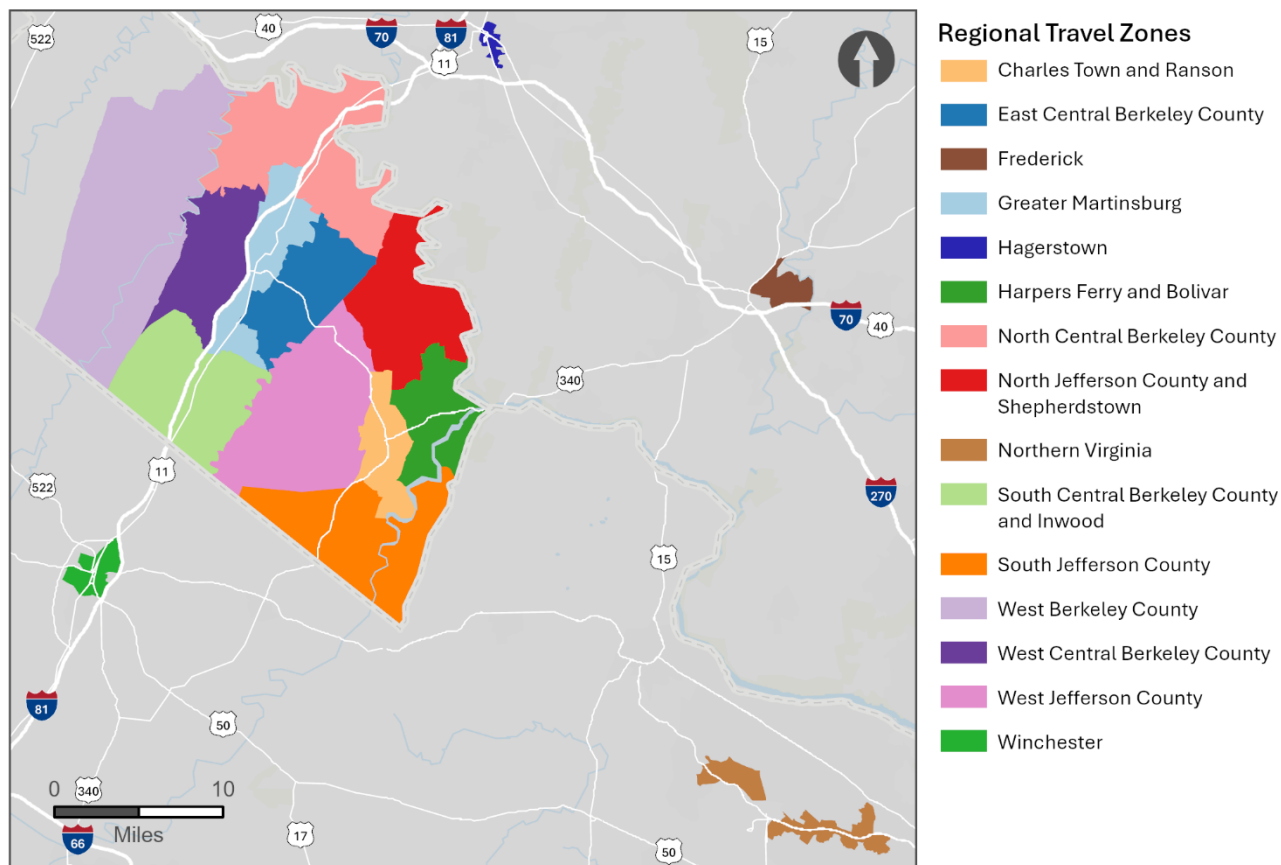 522
40
70
81
11
15
Regional Travel Zones
Charles Town and Ranson
East Central Berkeley County
Frederick
Greater Martinsburg
Hagerstown
Harpers Ferry and Bolivar
North Central Berkeley County
North Jefferson County and
Shepherdstown
Northern Virginia
South Central Berkeley County
and Inwood
South Jefferson County
West Berkeley County
West Central Berkeley County
West Jefferson County
Winchester
70
40
340
11
522
270
15
81
50
50
0
10
340
Miles
66
17
50